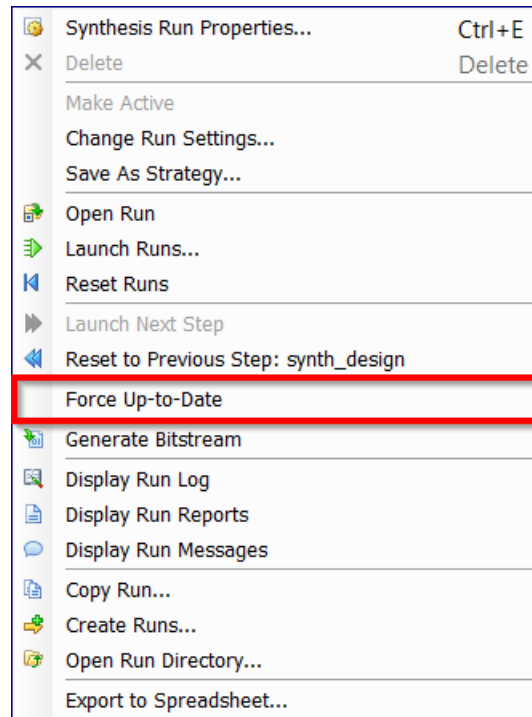 Synthesis Run Properties... Ctrl+E
Delete Delete
Make Active
Change Run Settings...
Save As Strategy...
Open Run
Launch Runs...
Reset Runs
Launch Next Step
Reset to Previous Step: synth_design
Force Up-to-Date
Generate Bitstream
Display Run Log
Display Run Reports
Display Run Messages
Copy Run...
Create Runs...
Open Run Directory...
Export to Spreadsheet...